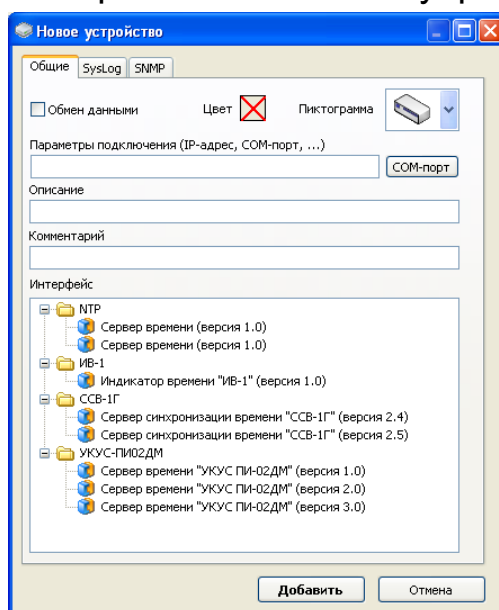 Новое устройство
Общие SysLog SNMP
Обмен данными Цвет Пиктограмма
Параметры подключения (IP-адрес, COM-порт, ...)
COM-порт
Описание
Комментарий
Интерфейс
NTP
Сервер времени (версия 1.0)
Сервер времени (версия 1.0)
ИВ-1
Индикатор времени "ИВ-1" (версия 1.0)
ССВ-1Г
Сервер синхронизации времени "ССВ-1Г" (версия 2.4)
Сервер синхронизации времени "ССВ-1Г" (версия 2.5)
УКУС-ПИ02ДМ
Сервер времени "УКУС ПИ-02ДМ" (версия 1.0)
Сервер времени "УКУС ПИ-02ДМ" (версия 2.0)
Сервер времени "УКУС ПИ-02ДМ" (версия 3.0)
Добавить Отмена